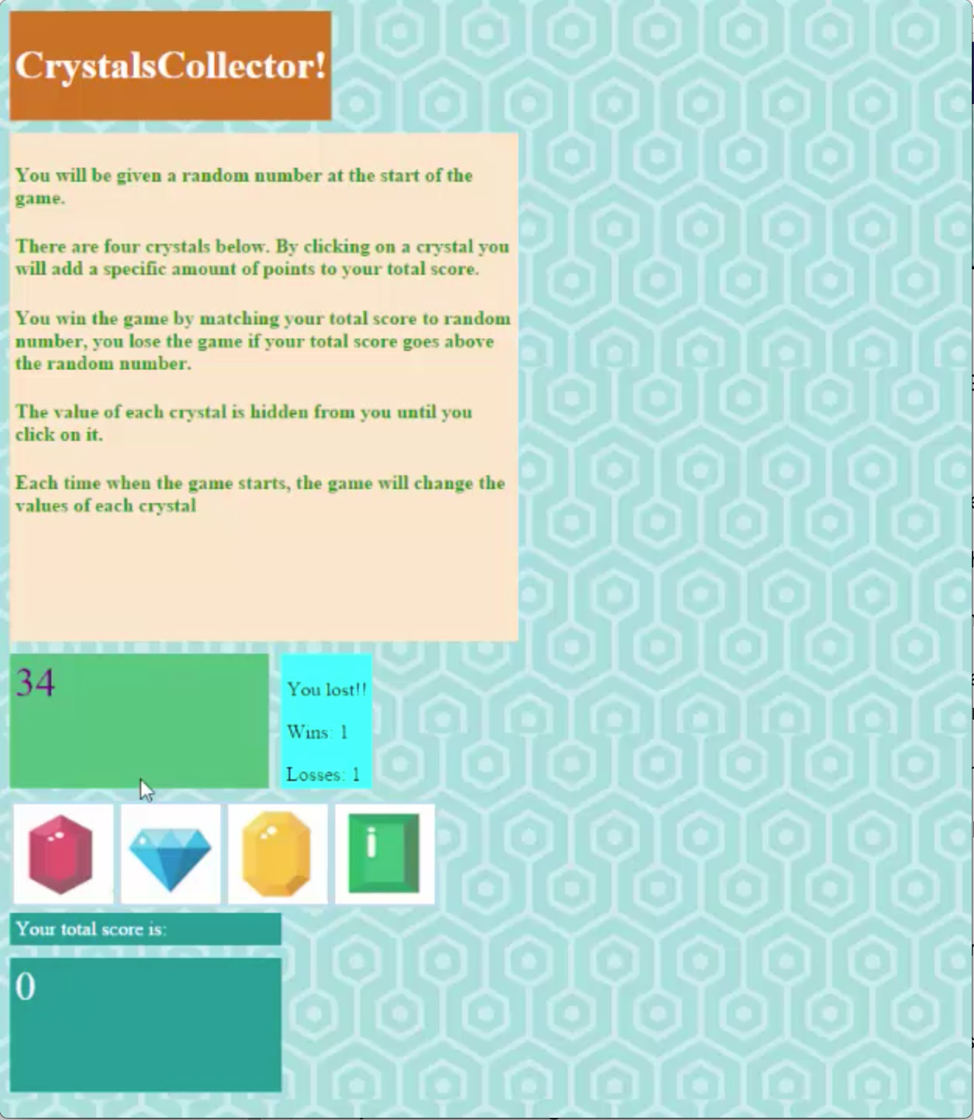 CrystalsCollector!
You will be given a random number at the start of the
game.
There are four crystals below. By clicking on a crystal you
will add a specific amount of points to your total score.
You win the game by matching your total score to random
number, you lose the game if your total score goes above
the random number.
The value of each crystal is hidden from you until you
click on it.
Each time when the game starts, the game will change the
values of each crystal
34
You lost!!
Wins: 1
Losses: 1
Your total score is:
0